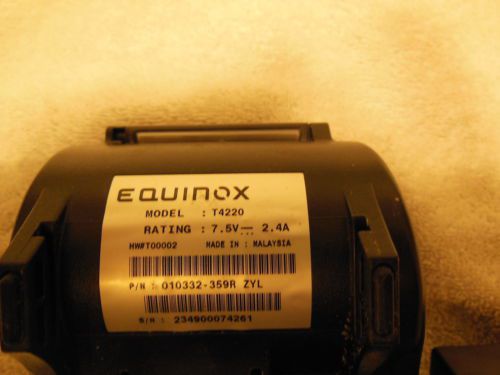 EQUINOX
MODEL : T4220
RATING : 7.5V⎓ 2.4A
HW#T00002 MADE IN : MALAYSIA
P/N : 010332-359R ZYL
S/N : 234900074261